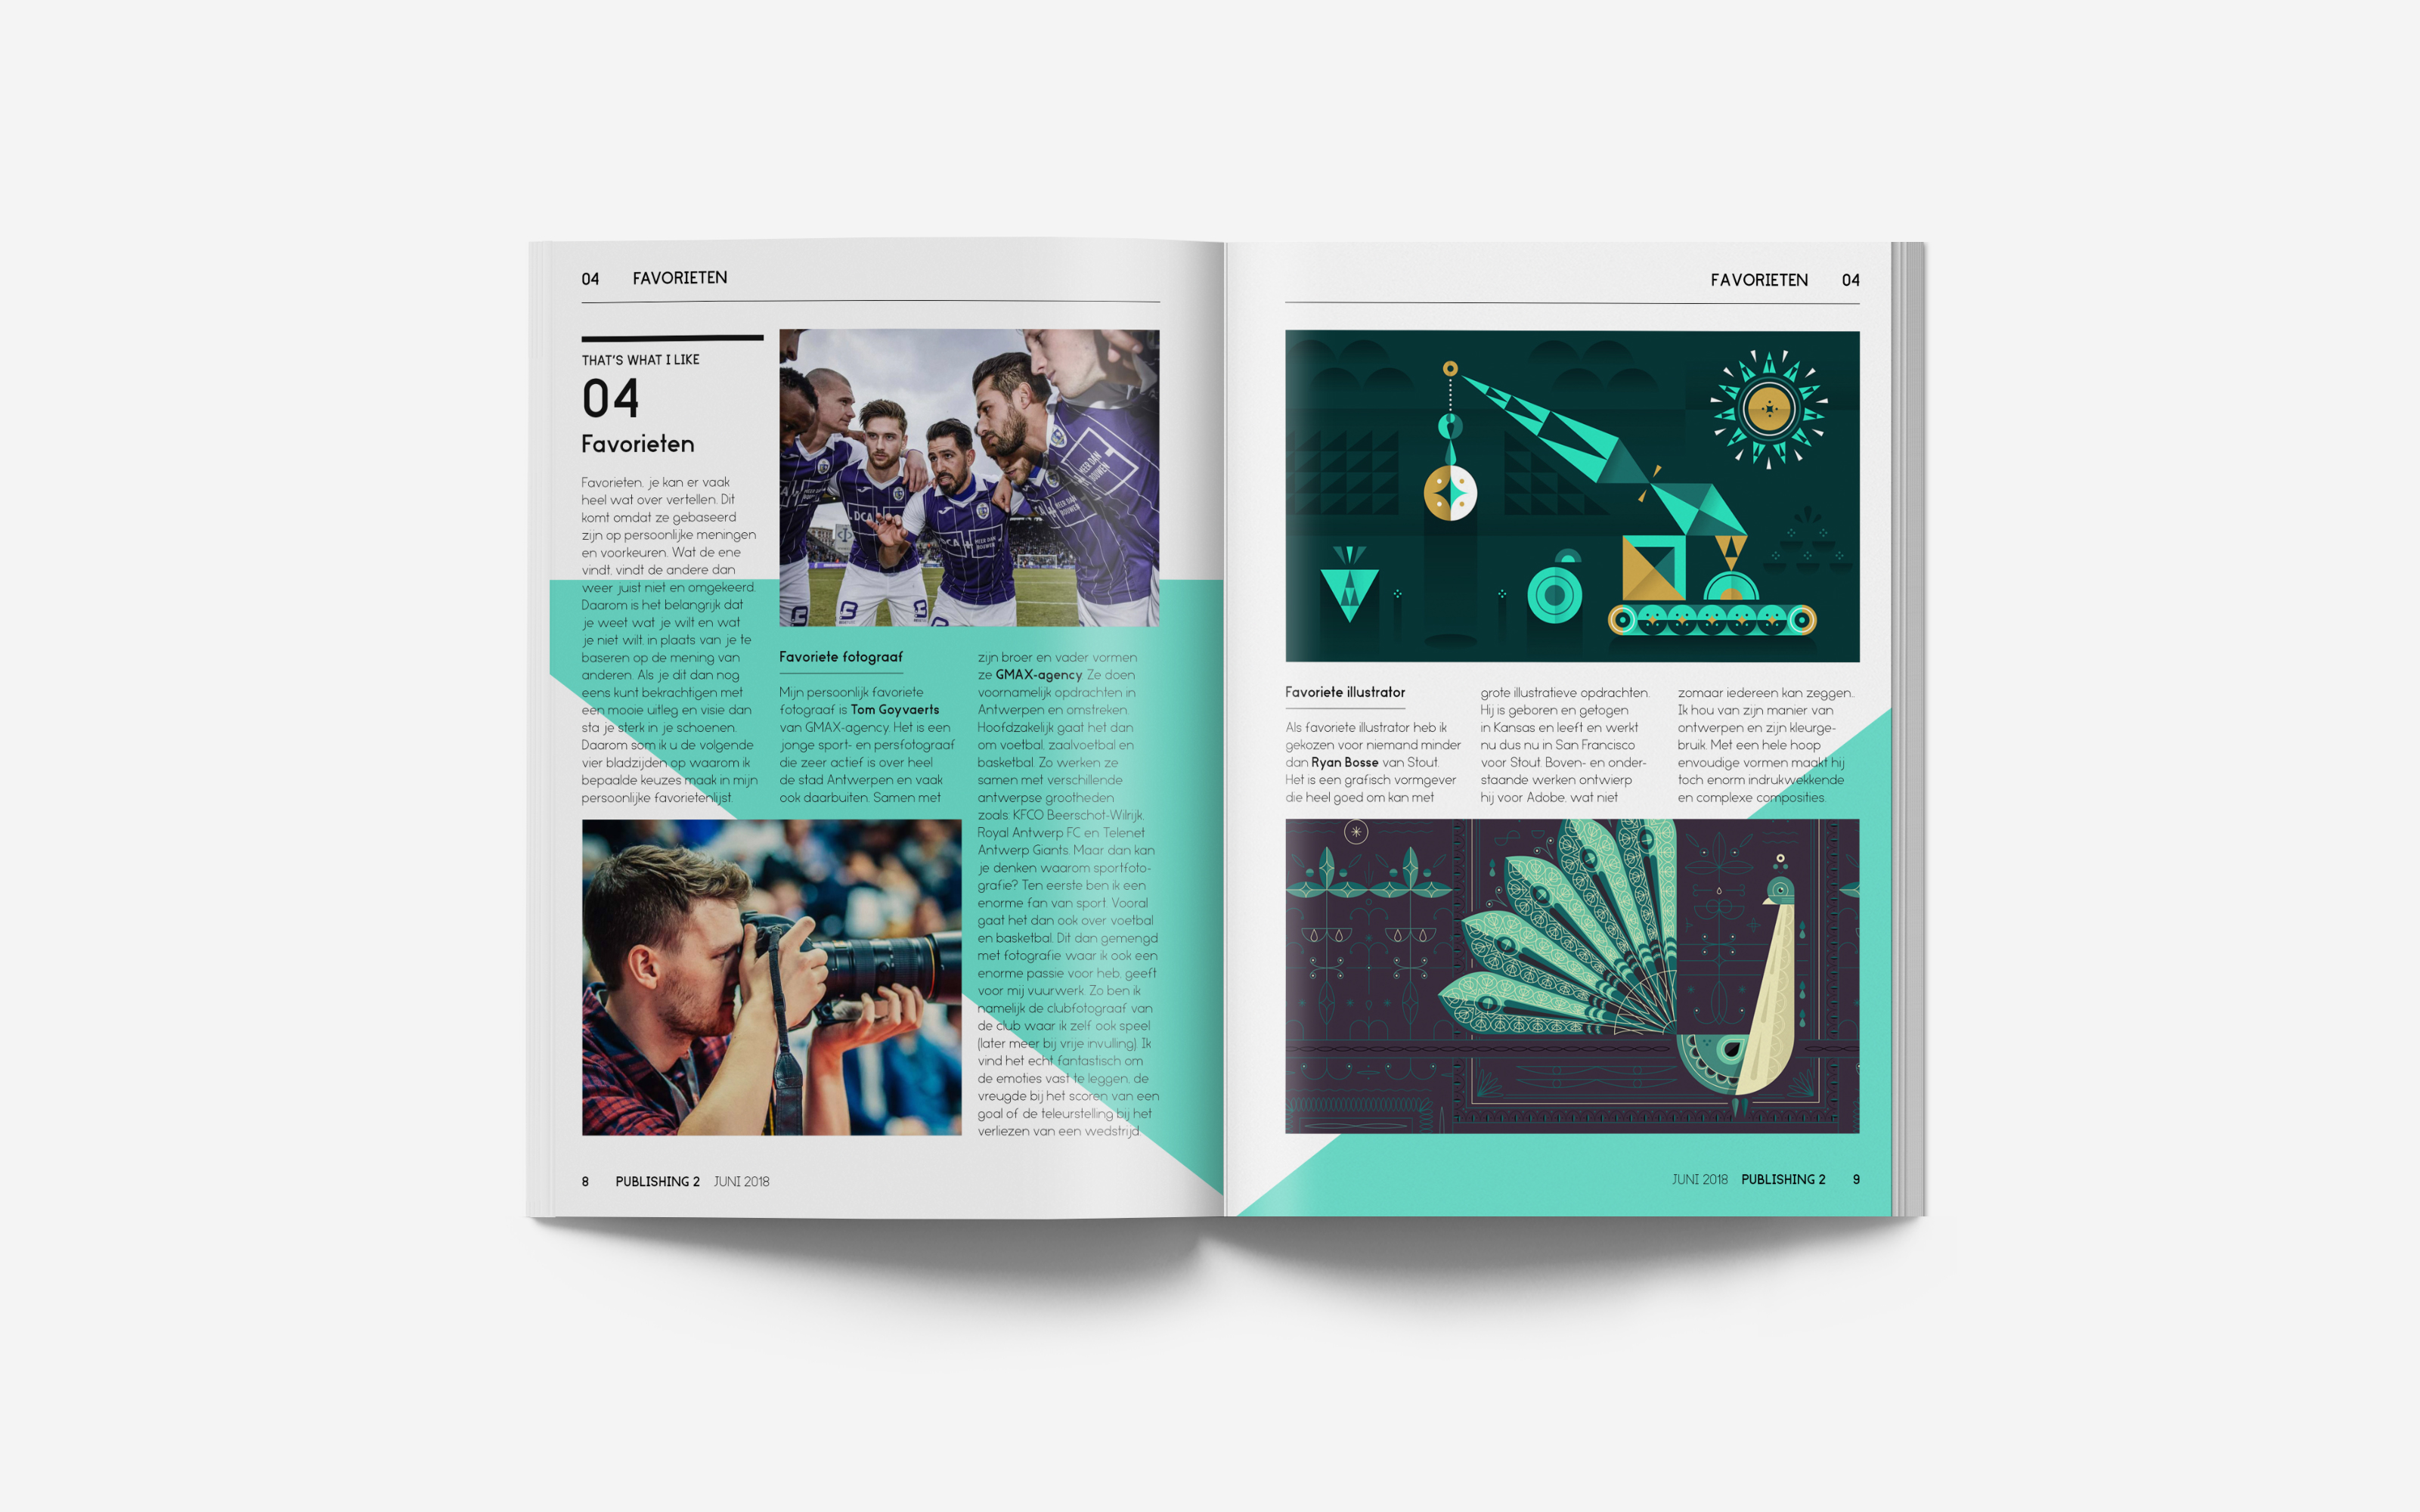 04 FAVORIETEN
THAT'S WHAT I LIKE
04
Favorieten
Favorieten, je kan er vaak
heel wat over vertellen. Dit
komt omdat ze gebaseerd
zijn op persoonlijke meningen
en voorkeuren. Wat de ene
vindt, vindt de andere dan
weer juist niet en omgekeerd.
Daarom is het belangrijk dat
je weet wat je wilt en wat
je niet wilt, in plaats van je te
baseren op de mening van
anderen. Als je dit dan nog
eens kunt bekrachtigen met
een mooie uitleg en visie dan
sta je sterk in je schoenen.
Daarom som ik u de volgende
vier bladzijden op waarom ik
bepaalde keuzes maak in mijn
persoonlijke favorietenlijst.
DCA
MEER DAN
BOUWEN
DCA
MEER DAN
BOUWEN
MEER DAN
BOUWEN
Favoriete fotograaf
Mijn persoonlijk favoriete
fotograaf is Tom Goyvaerts
van GMAX-agency. Het is een
jonge sport- en persfotograaf
die zeer actief is over heel
de stad Antwerpen en vaak
ook daarbuiten. Samen met
zijn broer en vader vormen
ze GMAX-agency. Ze doen
voornamelijk opdrachten in
Antwerpen en omstreken.
Hoofdzakelijk gaat het dan
om voetbal, zaalvoetbal en
basketbal. Zo werken ze
samen met verschillende
antwerpse grootheden
zoals: KFCO Beerschot-Wilrijk,
Royal Antwerp FC en Telenet
Antwerp Giants. Maar dan kan
je denken waarom sportfoto-
grafie? Ten eerste ben ik een
enorme fan van sport. Vooral
gaat het dan ook over voetbal
en basketbal. Dit dan gemengd
met fotografie waar ik ook een
enorme passie voor heb, geeft
voor mij vuurwerk. Zo ben ik
namelijk de clubfotograaf van
de club waar ik zelf ook speel
(later meer bij vrije invulling). Ik
vind het echt fantastisch om
de emoties vast te leggen, de
vreugde bij het scoren van een
goal of de teleurstelling bij het
verliezen van een wedstrijd.
8 PUBLISHING 2 JUNI 2018
FAVORIETEN 04
Favoriete illustrator
Als favoriete illustrator heb ik
gekozen voor niemand minder
dan Ryan Bosse van Stout.
Het is een grafisch vormgever
die heel goed om kan met
grote illustratieve opdrachten.
Hij is geboren en getogen
in Kansas en leeft en werkt
nu dus nu in San Francisco
voor Stout. Boven- en onder-
staande werken ontwierp
hij voor Adobe, wat niet
zomaar iedereen kan zeggen..
Ik hou van zijn manier van
ontwerpen en zijn kleurge-
bruik. Met een hele hoop
eenvoudige vormen maakt hij
toch enorm indrukwekkende
en complexe composities.
JUNI 2018 PUBLISHING 2 9